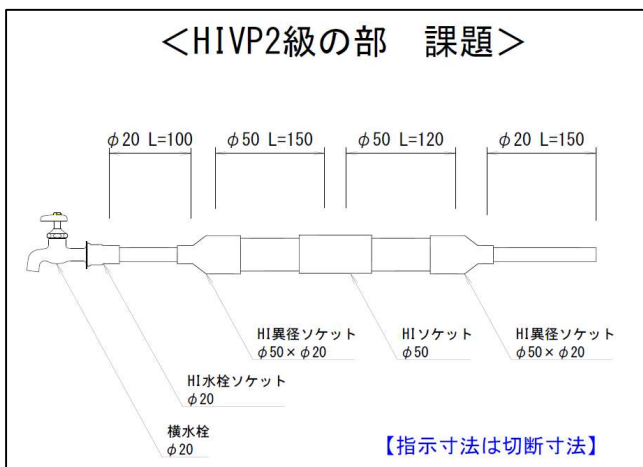 ＜HIVP2級の部　課題＞
φ20 L=100
φ50 L=150
φ50 L=120
φ20 L=150
HI異径ソケット
φ50×φ20
HIソケット
φ50
HI異径ソケット
φ50×φ20
HI水栓ソケット
φ20
横水栓
φ20
【指示寸法は切断寸法】